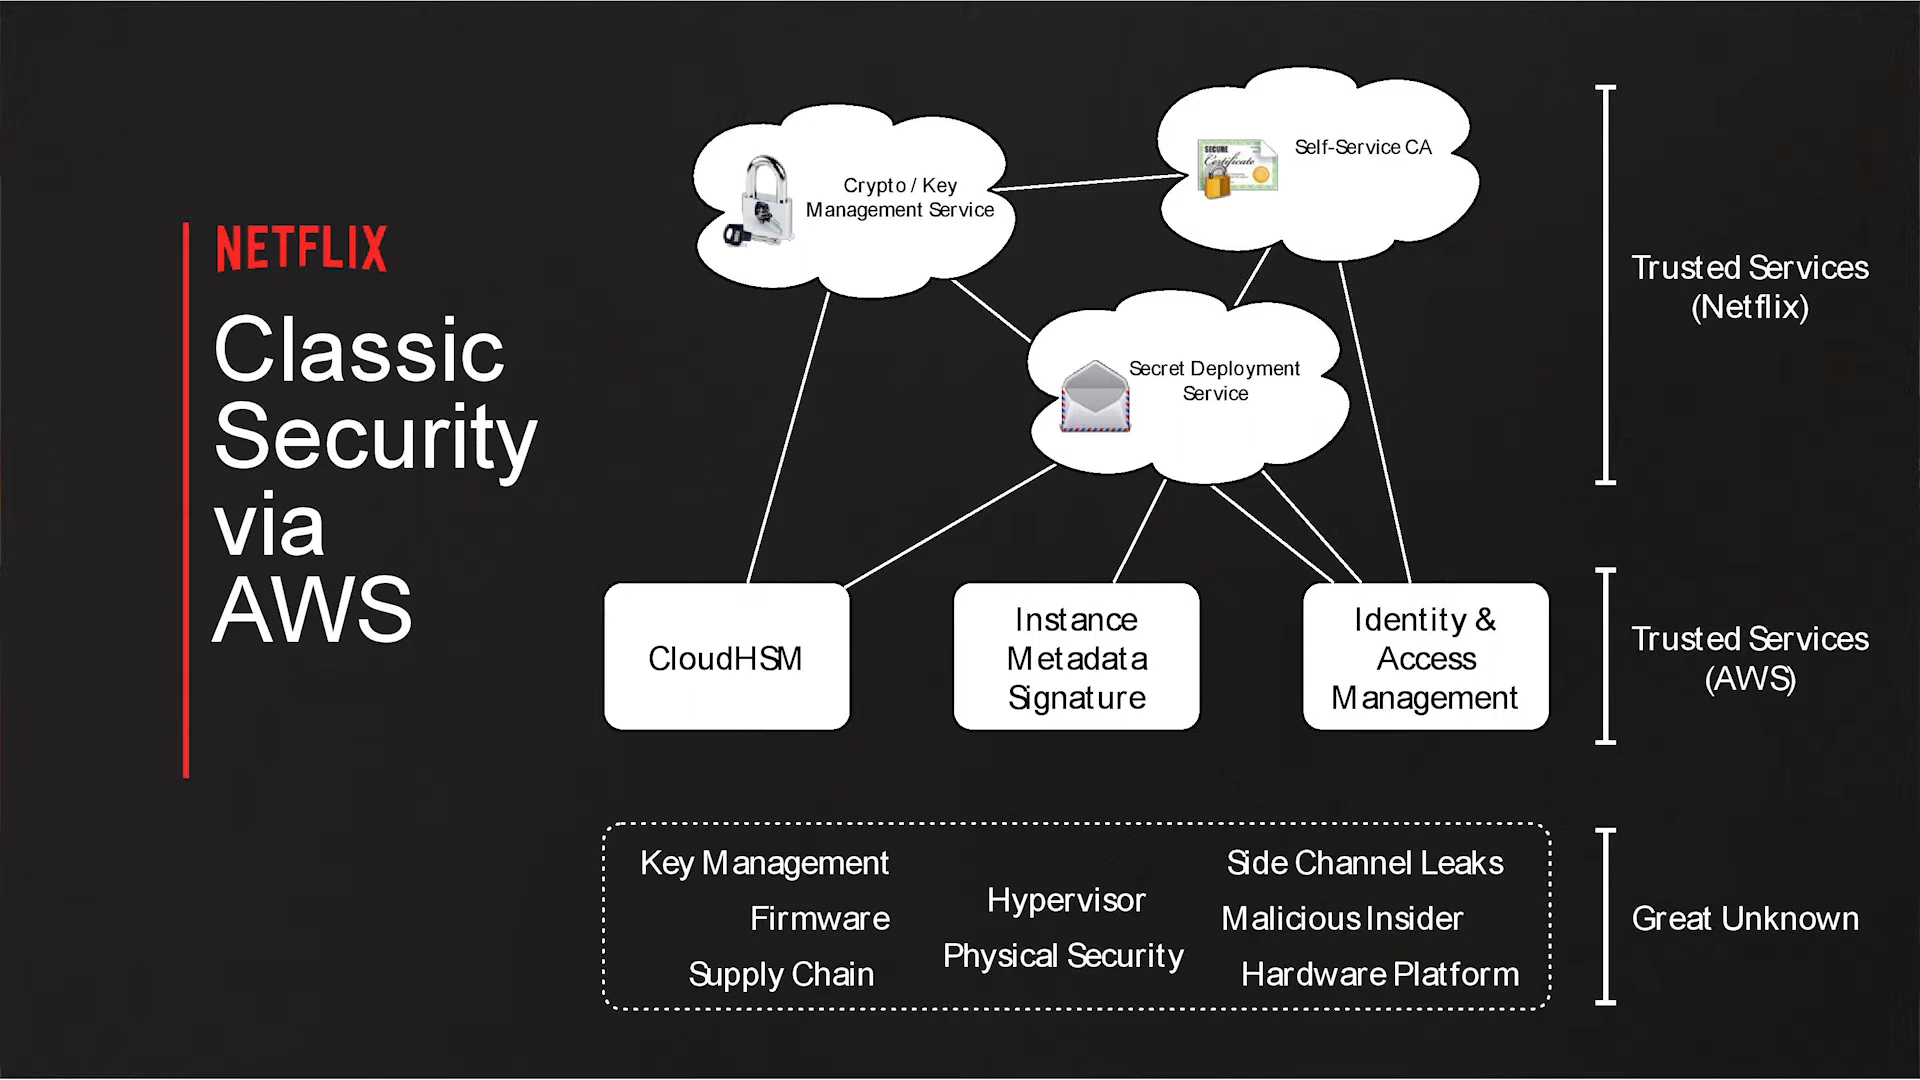 NETFLIX
Classic
Security
via
AWS
Crypto / Key
Management Service
SECURE
Certificate
Self-Service CA
Secret Deployment
Service
Trusted Services
(Netflix)
CloudHSM
Instance
Metadata
Signature
Identity &
Access
Management
Trusted Services
(AWS)
Key Management
Firmware
Supply Chain
Hypervisor
Physical Security
Side Channel Leaks
Malicious Insider
Hardware Platform
Great Unknown